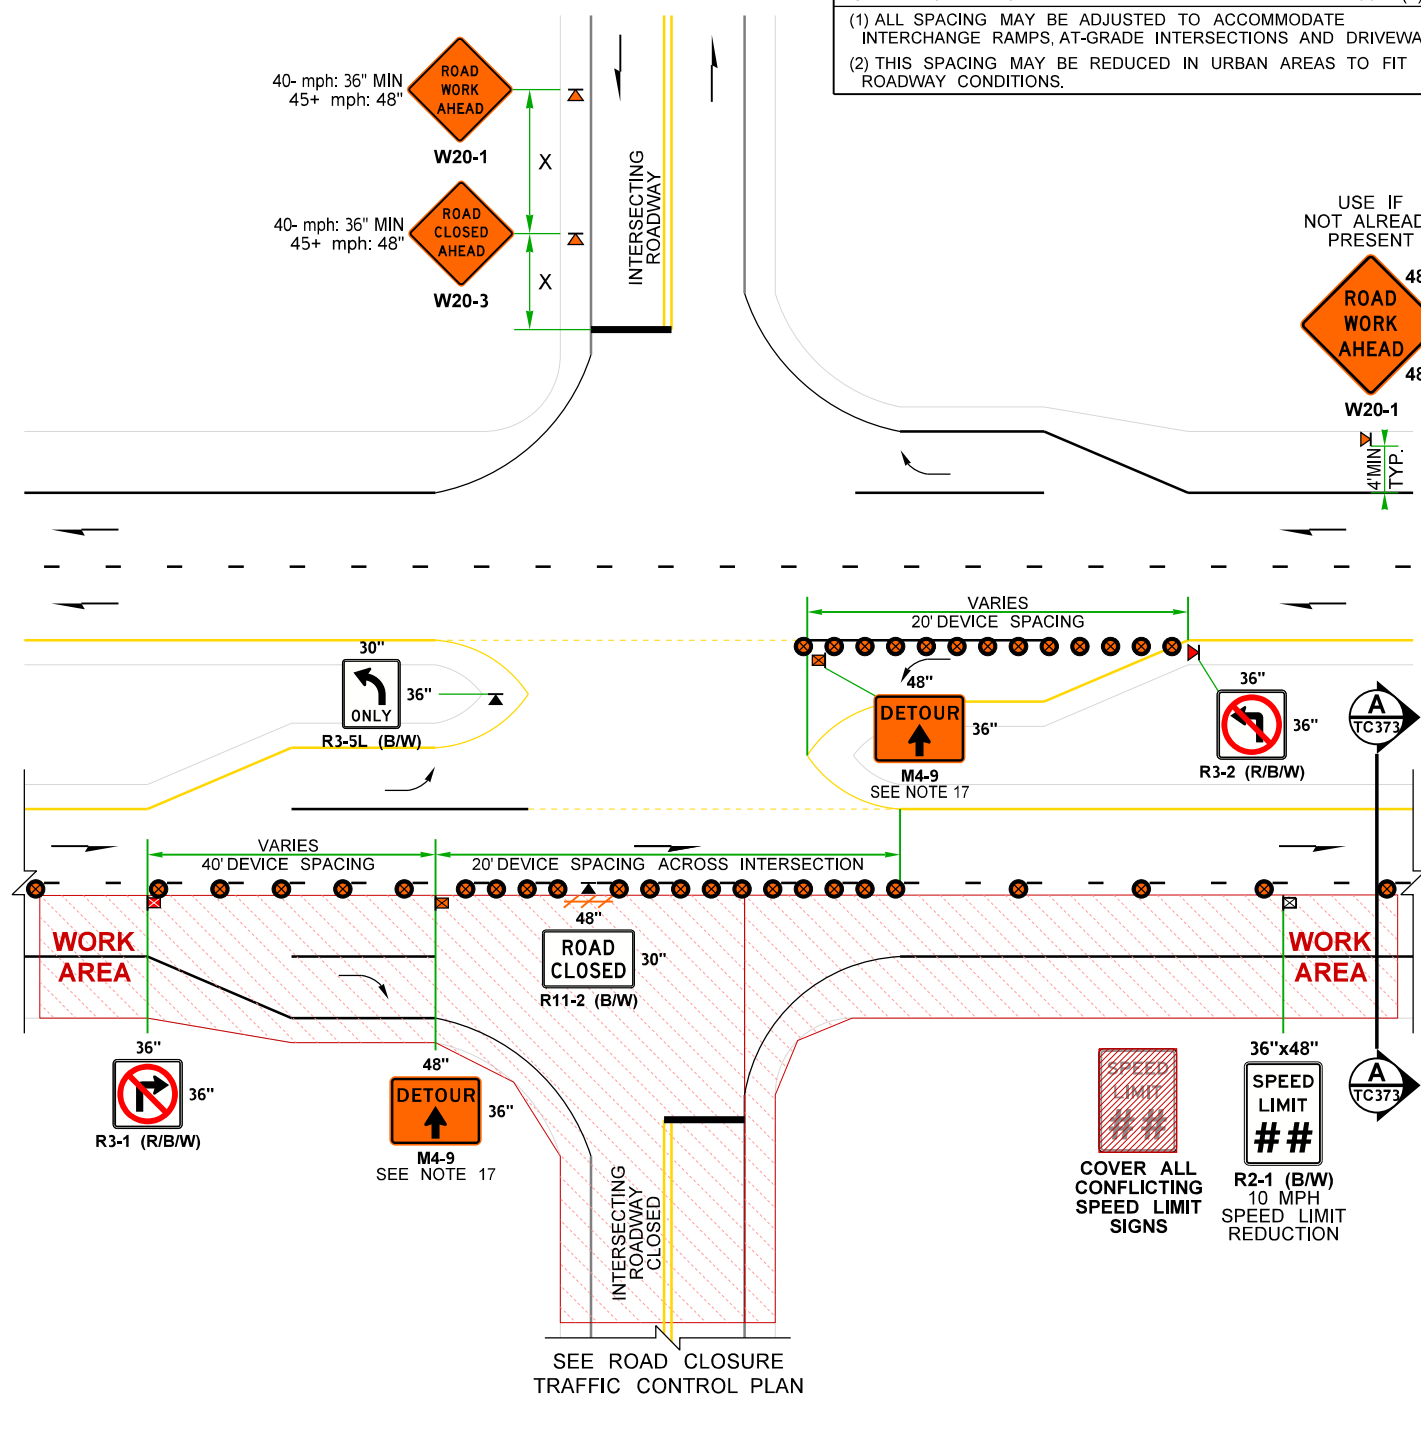 (1) ALL SPACING MAY BE ADJUSTED TO ACCOMMODATE
INTERCHANGE RAMPS, AT-GRADE INTERSECTIONS AND
(2) THIS SPACING MAY BE REDUCED IN URBAN AREAS TO FIT
ROADWAY CONDITIONS.
40- mph: 36" MIN
45+ mph: 48"
ROAD
WORK
AHEAD
W20-1
X
40- mph: 36" MIN
45+ mph: 48"
ROAD
CLOSED
AHEAD
W20-3
X
INTERSECTING
ROADWAY
USE IF
NOT
PRESENT
48
ROAD
WORK
AHEAD
48
W20-1
4'MIN
TYP.
VARIES
20' DEVICE SPACING
30"
36"
ONLY
R3-5L (B/W)
48"
DETOUR
36"
M4-9
SEE NOTE 17
36"
36"
R3-2 (R/B/W)
A
TC373
VARIES
40' DEVICE SPACING
20' DEVICE SPACING ACROSS INTERSECTION
WORK
AREA
48"
ROAD
CLOSED
30"
R11-2 (B/W)
WORK
AREA
36"
36"
R3-1 (R/B/W)
48"
DETOUR
36"
M4-9
SEE NOTE 17
INTERSECTING
ROADWAY
CLOSED
SPEED
LIMIT
##
COVER ALL
CONFLICTING
SPEED LIMIT
SIGNS
36"x48"
SPEED
LIMIT
##
R2-1 (B/W)
10 MPH
SPEED LIMIT
REDUCTION
A
TC373
SEE ROAD CLOSURE
TRAFFIC CONTROL PLAN